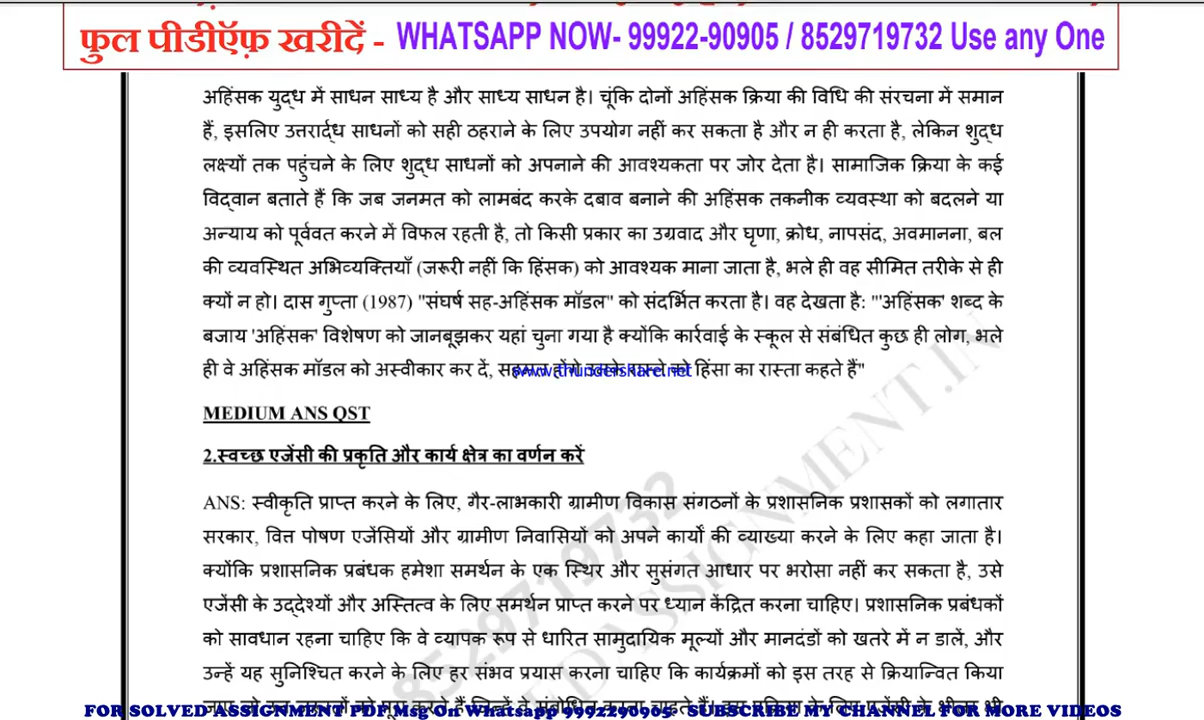 फुल पीडीऍफ़ खरीदें - WHATSAPP NOW- 99922-90905 / 8529719732 Use any One
अहिंसक युद्ध में साधन साध्य है और साध्य साधन है। चूंकि दोनों अहिंसक क्रिया की विधि की संरचना में समान
हैं, इसलिए उत्तरार्द्ध साधनों को सही ठहराने के लिए उपयोग नहीं कर सकता है और न ही करता है, लेकिन शुद्ध
लक्ष्यों तक पहुंचने के लिए शुद्ध साधनों को अपनाने की आवश्यकता पर जोर देता है। सामाजिक क्रिया के कई
विद्वान बताते हैं कि जब जनमत को लामबंद करके दबाव बनाने की अहिंसक तकनीक व्यवस्था को बदलने या
अन्याय को पूर्ववत करने में विफल रहती है, तो किसी प्रकार का उग्रवाद और घृणा, क्रोध, नापसंद, अवमानना, बल
की व्यवस्थित अभिव्यक्तियाँ (जरूरी नहीं कि हिंसक) को आवश्यक माना जाता है, भले ही वह सीमित तरीके से ही
क्यों न हो। दास गुप्ता (1987) "संघर्ष सह-अहिंसक मॉडल" को संदर्भित करता है। वह देखता है: "'अहिंसक' शब्द के
बजाय 'अहिंसक' विशेषण को जानबूझकर यहां चुना गया है क्योंकि कार्रवाई के स्कूल से संबंधित कुछ ही लोग, भले
ही वे अहिंसक मॉडल को अस्वीकार कर दें, सहमत होंगे उसके रास्ते को हिंसा का रास्ता कहते हैं"
www.thundershare.net
MEDIUM ANS QST
2.स्वच्छ एजेंसी की प्रकृति और कार्य क्षेत्र का वर्णन करें
ANS: स्वीकृति प्राप्त करने के लिए, गैर-लाभकारी ग्रामीण विकास संगठनों के प्रशासनिक प्रशासकों को लगातार
सरकार, वित्त पोषण एजेंसियों और ग्रामीण निवासियों को अपने कार्यों की व्याख्या करने के लिए कहा जाता है।
क्योंकि प्रशासनिक प्रबंधक हमेशा समर्थन के एक स्थिर और सुसंगत आधार पर भरोसा नहीं कर सकता है, उसे
एजेंसी के उद्देश्यों और अस्तित्व के लिए समर्थन प्राप्त करने पर ध्यान केंद्रित करना चाहिए। प्रशासनिक प्रबंधकों
को सावधान रहना चाहिए कि वे व्यापक रूप से धारित सामुदायिक मूल्यों और मानदंडों को खतरे में न डालें, और
उन्हें यह सुनिश्चित करने के लिए हर संभव प्रयास करना चाहिए कि कार्यक्रमों को इस तरह से क्रियान्वित किया
8529719732
ED ASSIGNMENT.IN
FOR SOLVED ASSIGNMENT PDF Msg On Whatsapp 9992290905 SUBSCRIBE MY CHANNEL FOR MORE VIDEOS